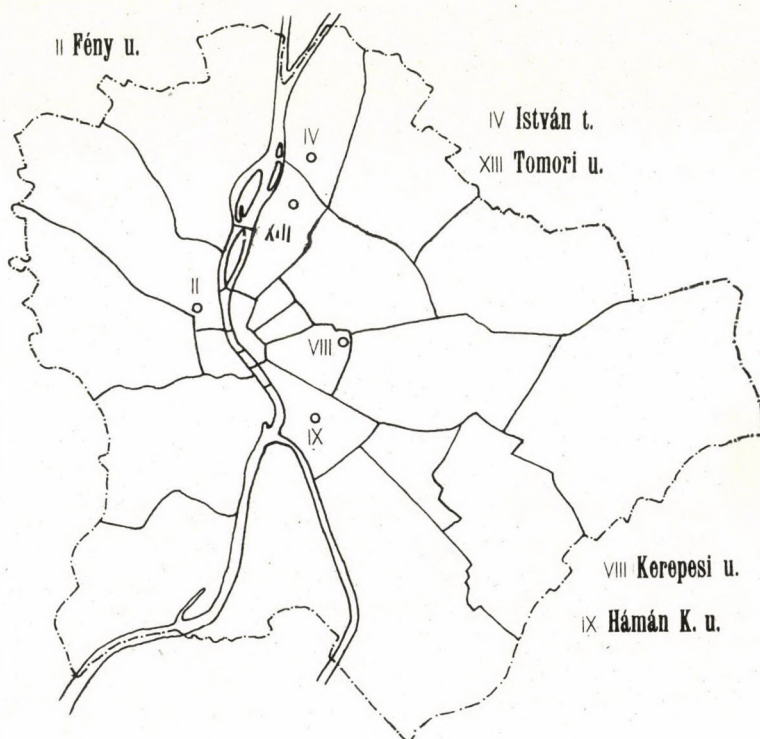 II Fény u.
IV István t.
XIII Tomori u.
IV
XIII
II
VIII
IX
VIII Kerepesi u.
IX Hámán K. u.